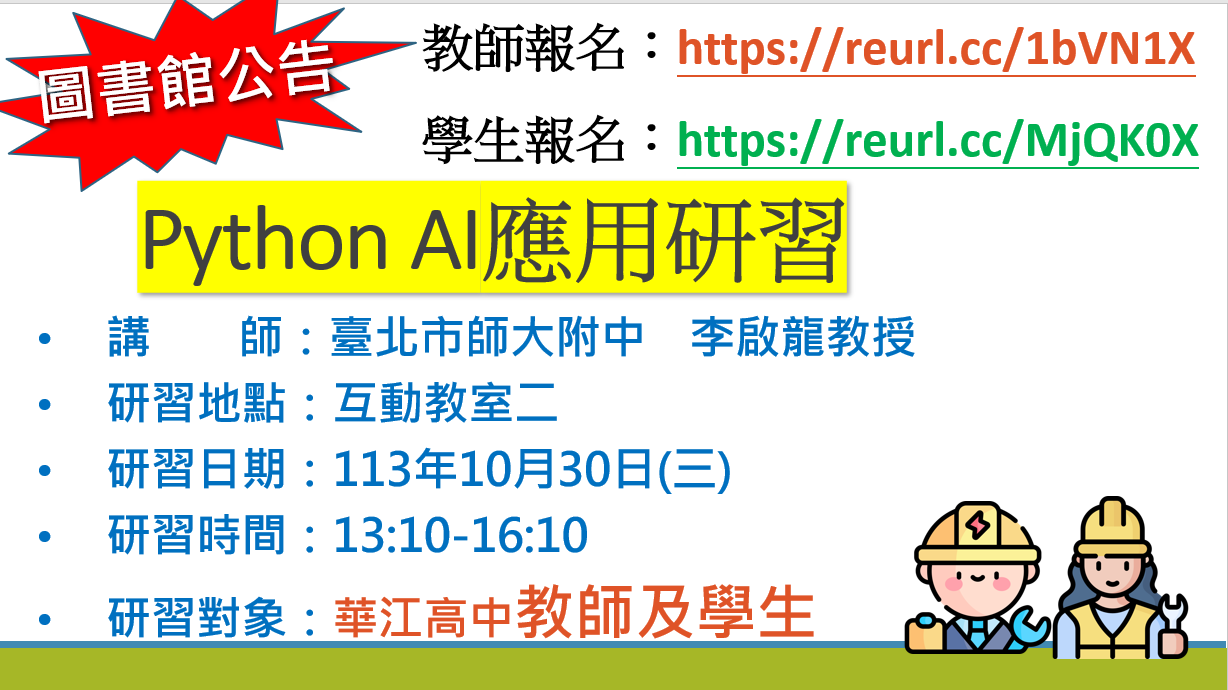 圖書館公告
教師報名：https://reurl.cc/1bVN1X
學生報名：https://reurl.cc/MjQK0X
Python AI應用研習
• 講　　師：臺北市師大附中　李啟龍教授
• 研習地點：互動教室二
• 研習日期：113年10月30日(三)
• 研習時間：13:10-16:10
• 研習對象：華江高中教師及學生